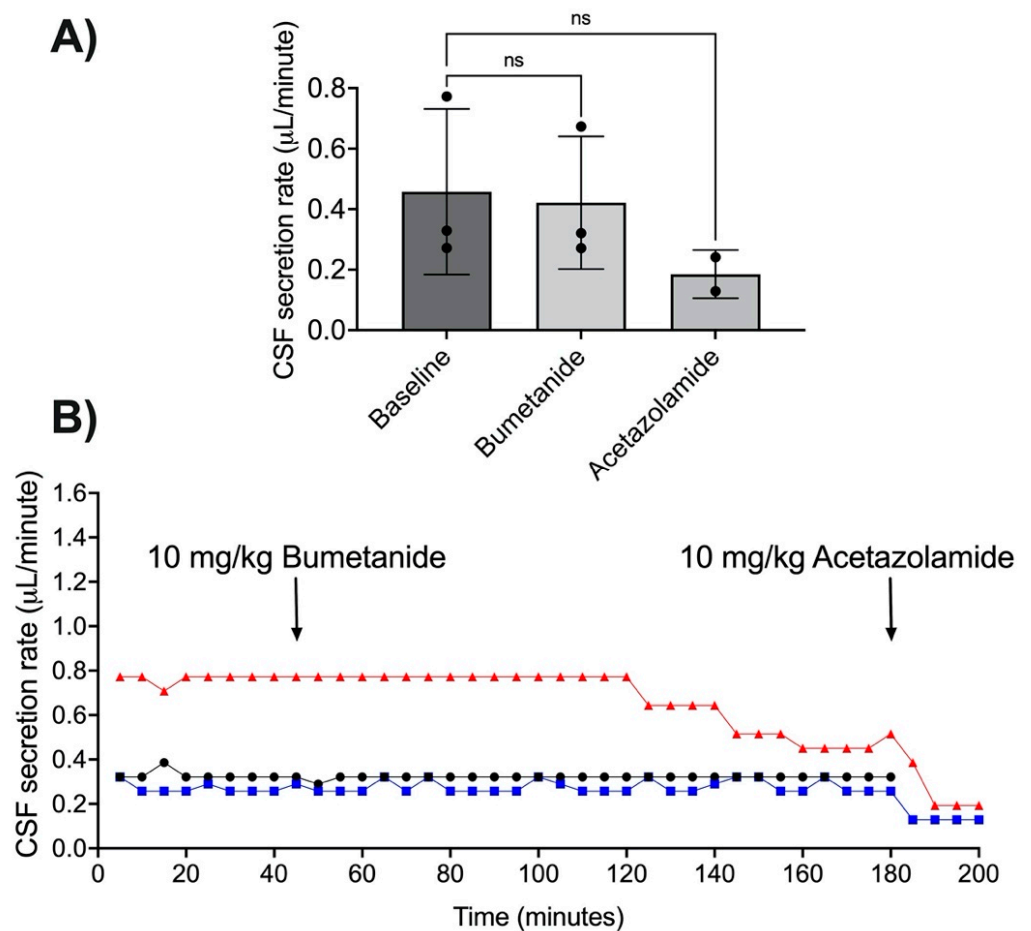 A)
CSF secretion rate (μL/minute)
ns
ns
0.8
0.6
0.4
0.2
0.0
Baseline
Bumetanide
Acetazolamide
B)
CSF secretion rate (μL/minute)
1.6
1.4
1.2
1.0
0.8
0.6
0.4
0.2
0.0
10 mg/kg Bumetanide
10 mg/kg Acetazolamide
0 20 40 60 80 100 120 140 160 180 200
Time (minutes)